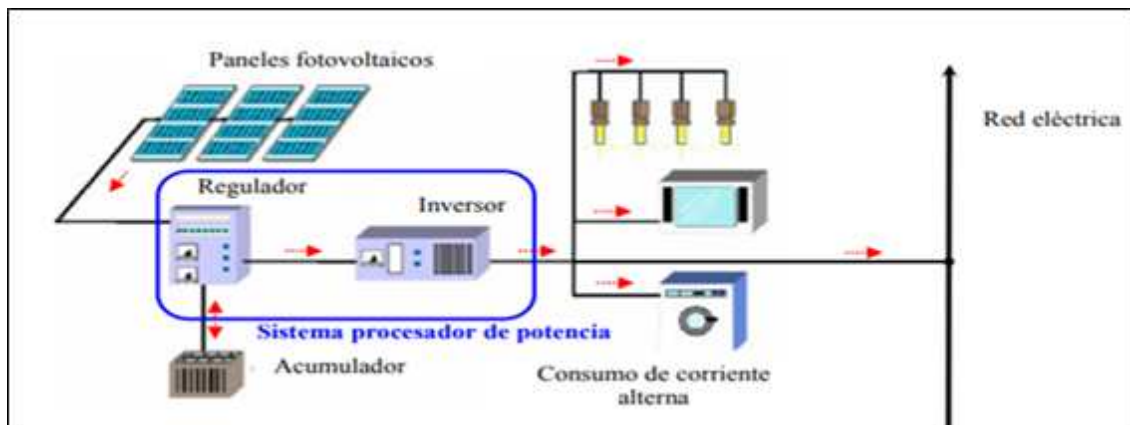 Paneles fotovoltaicos
Red eléctrica
Regulador
Inversor
Sistema procesador de potencia
Acumulador
Consumo de corriente
alterna